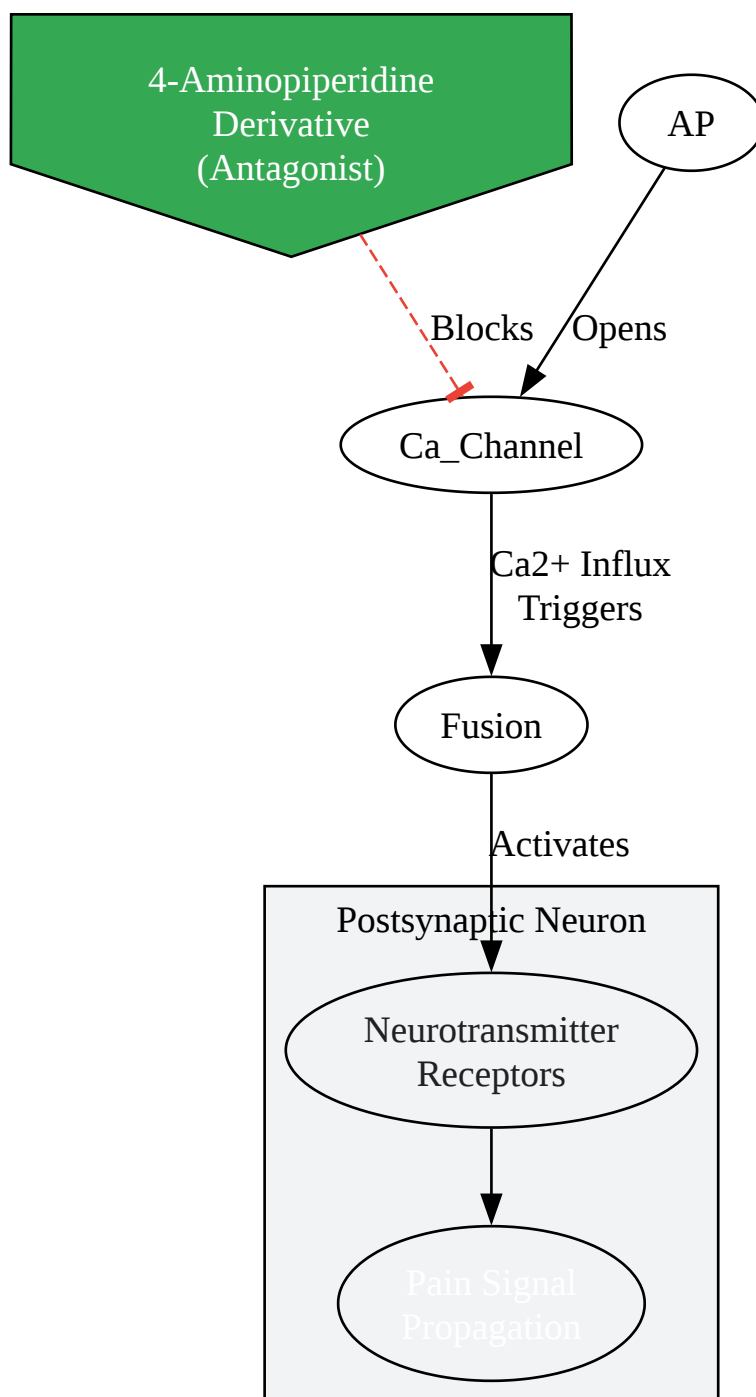 4-Aminopiperidine
Derivative
(Antagonist)
AP
Blocks
Opens
Ca_Channel
Ca2+ Influx
Triggers
Fusion
Activates
Postsynaptic Neuron
Neurotransmitter
Receptors
Pain Signal
Propagation